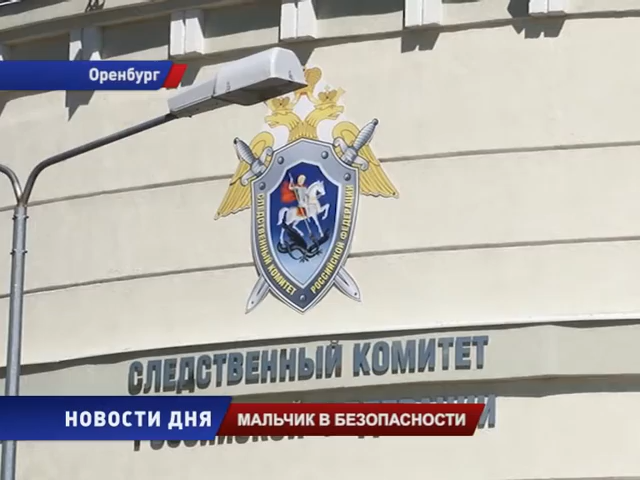 Оренбург
СЛЕДСТВЕННЫЙ КОМИТЕТ
РОССИЙСКОЙ ФЕДЕРАЦИИ
СЛЕДСТВЕННЫЙ КОМИТЕТ
НОВОСТИ ДНЯ
МАЛЬЧИК В БЕЗОПАСНОСТИ